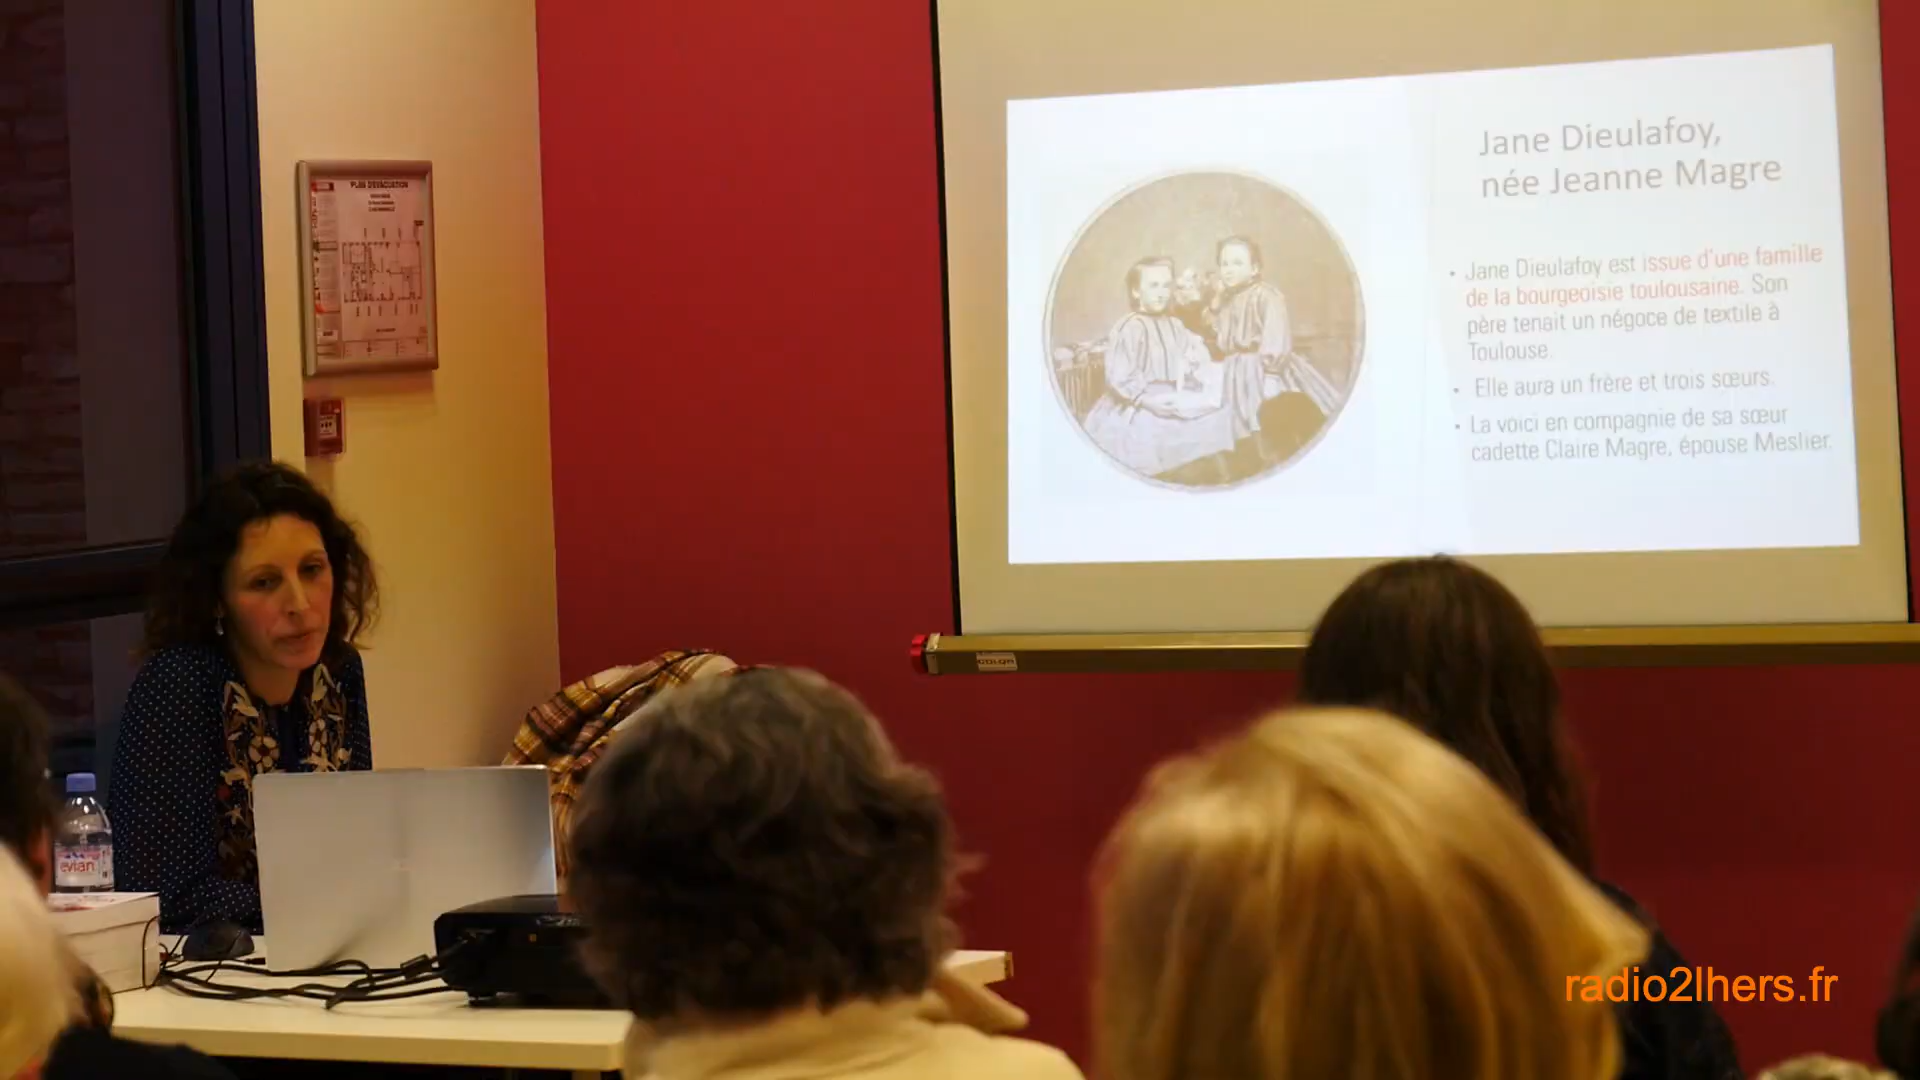 PLAN D'EVACUATION
Jane Dieulafoy,
née Jeanne Magre
• Jane Dieulafoy est issue d'une famille
de la bourgeoisie toulousaine. Son
père tenait un négoce de textile à
Toulouse.
• Elle aura un frère et trois sœurs.
• La voici en compagnie de sa sœur
cadette Claire Magre, épouse Meslier.
evian
radio2lhers.fr